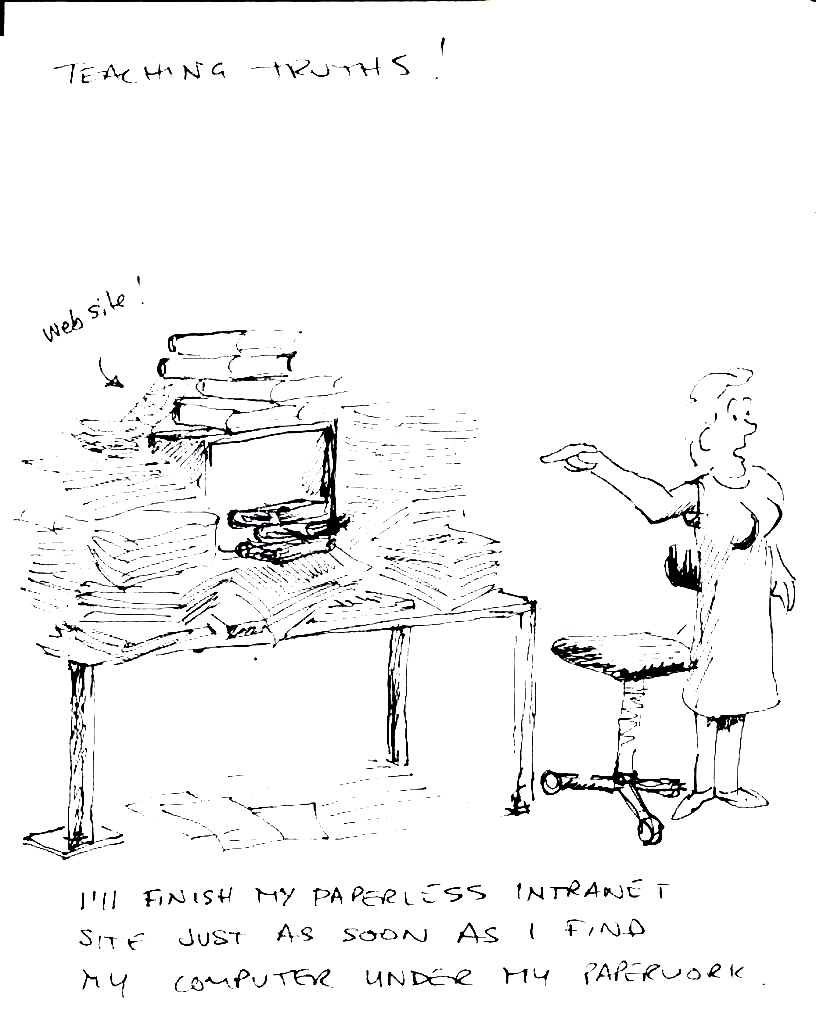 TEACHING TRUTHS!
web site!
I'll FINISH MY PAPERLESS INTRANET
SITE JUST AS SOON AS I FIND
MY COMPUTER UNDER MY PAPERWORK.